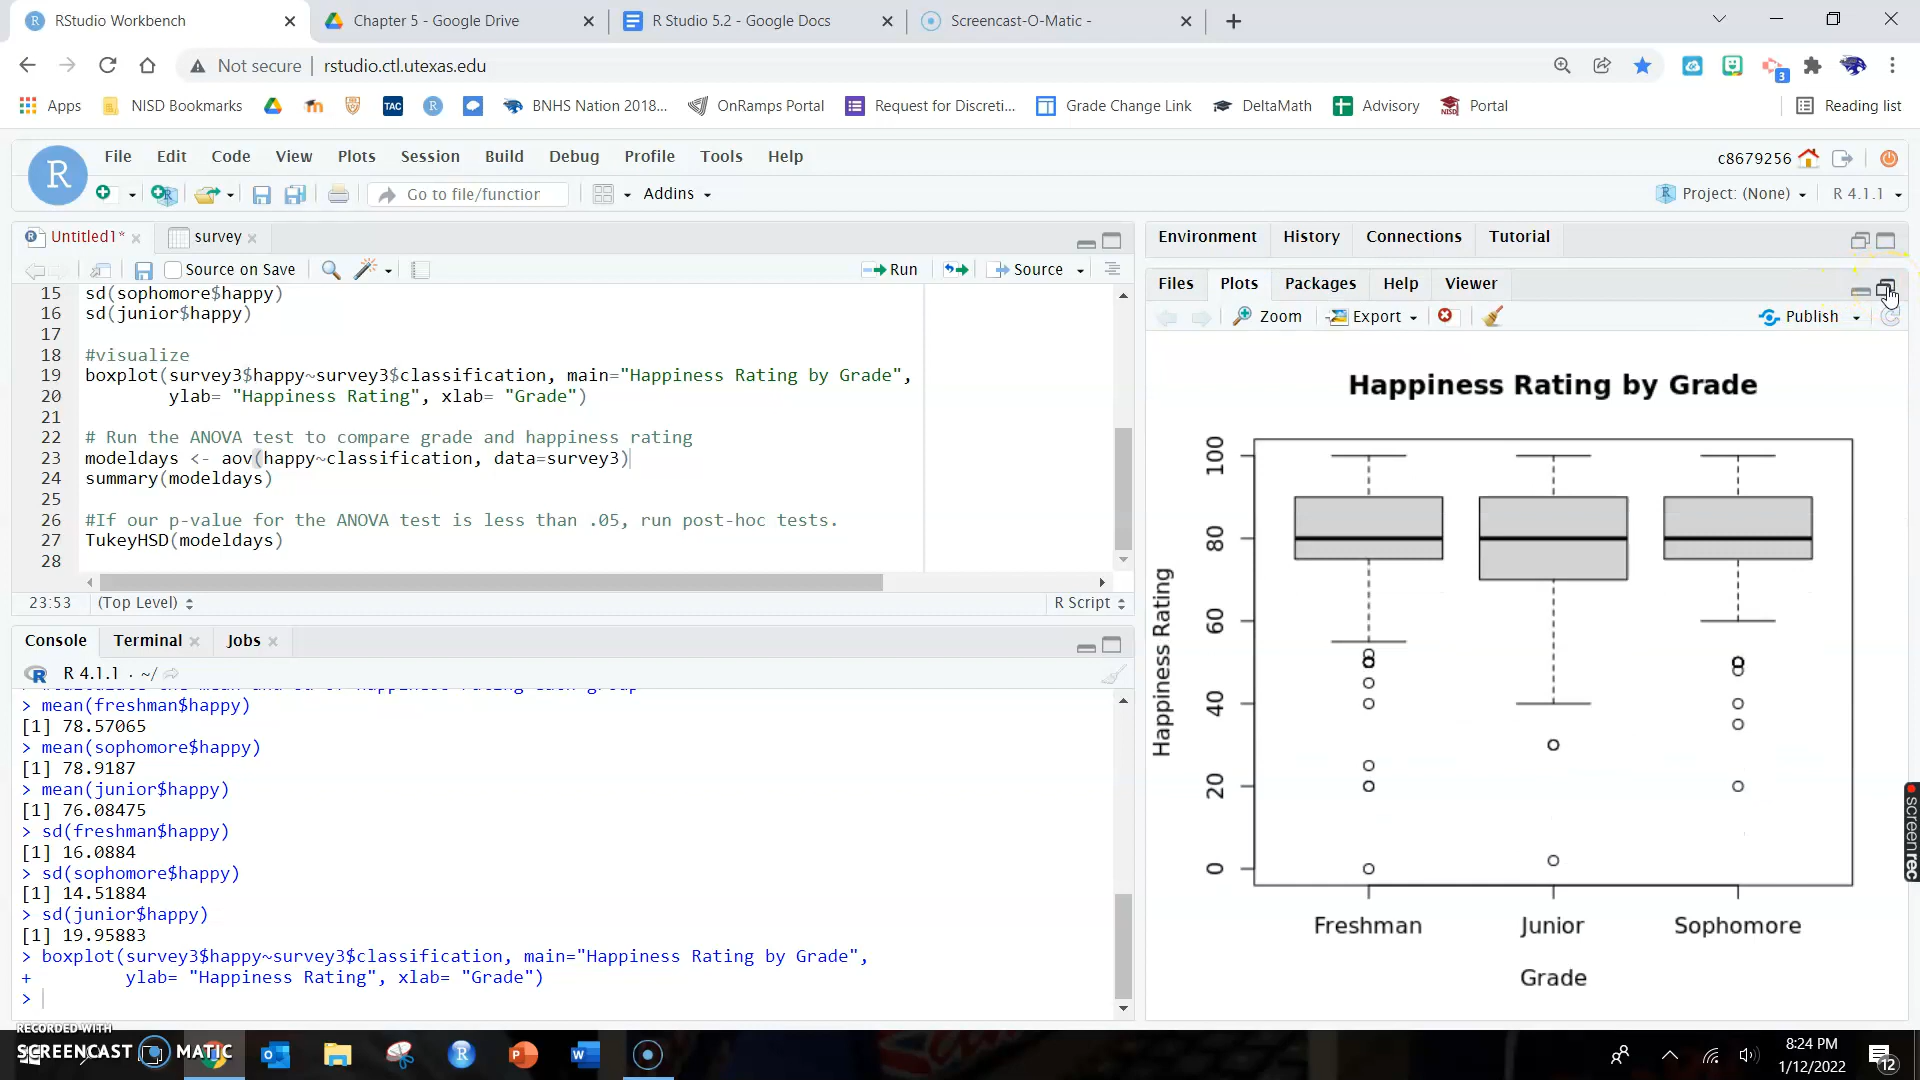 RStudio Workbench
Chapter 5 - Google Drive
R Studio 5.2 - Google Docs
Screencast-O-Matic -
Not secure
rstudio.ctl.utexas.edu
3
Apps
NISD Bookmarks
TAC
R
BNHS Nation 2018...
OnRamps Portal
Request for Discreti...
Grade Change Link
DeltaMath
Advisory
Portal
Reading list
R
File Edit Code View Plots Session Build Debug Profile Tools Help
c8679256
Go to file/function
Addins
Project: (None)
R 4.1.1
Untitled1*
survey
Source on Save
Run
Source
15 sd(sophomore$happy)
16 sd(junior$happy)
17
18 #visualize
19 boxplot(survey3$happy~survey3$classification, main="Happiness Rating by Grade",
20 ylab= "Happiness Rating", xlab= "Grade")
21
22 # Run the ANOVA test to compare grade and happiness rating
23 modeldays <- aov(happy~classification, data=survey3)
24 summary(modeldays)
25
26 #If our p-value for the ANOVA test is less than .05, run post-hoc tests.
27 TukeyHSD(modeldays)
28
23:53
(Top Level)
R Script
Console
Terminal
Jobs
R 4.1.1 · ~/
> mean(freshman$happy)
[1] 78.57065
> mean(sophomore$happy)
[1] 78.9187
> mean(junior$happy)
[1] 76.08475
> sd(freshman$happy)
[1] 16.0884
> sd(sophomore$happy)
[1] 14.51884
> sd(junior$happy)
[1] 19.95883
> boxplot(survey3$happy~survey3$classification, main="Happiness Rating by Grade",
+ ylab= "Happiness Rating", xlab= "Grade")
>
Environment
History
Connections
Tutorial
Files
Plots
Packages
Help
Viewer
Zoom
Export
Publish
Happiness Rating by Grade
Happiness Rating
100
80
60
40
20
0
Freshman
Junior
Sophomore
Grade
screenrec
RECORDED WITH
SCREENCAST MATIC
8:24 PM
1/12/2022
12